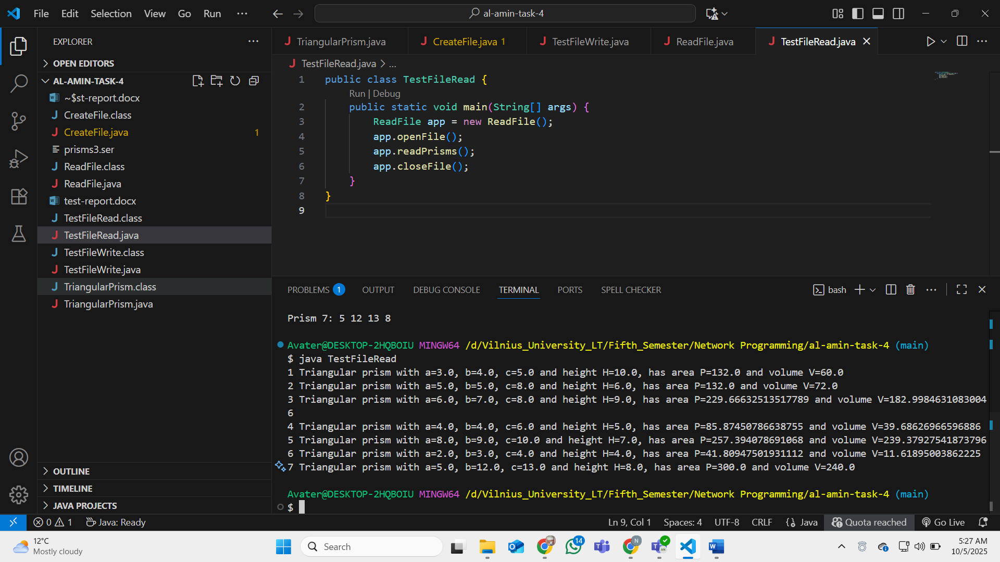 File Edit Selection View Go Run ··· al-amin-task-4
EXPLORER ···
OPEN EDITORS
AL-AMIN-TASK-4
~$st-report.docx
CreateFile.class
CreateFile.java 1
prisms3.ser
ReadFile.class
ReadFile.java
test-report.docx
TestFileRead.class
TestFileRead.java
TestFileWrite.class
TestFileWrite.java
TriangularPrism.class
TriangularPrism.java
OUTLINE
TIMELINE
JAVA PROJECTS
TriangularPrism.java CreateFile.java 1 TestFileWrite.java ReadFile.java TestFileRead.java
TestFileRead.java > ...
1 public class TestFileRead {
Run | Debug
2 public static void main(String[] args) {
3 ReadFile app = new ReadFile();
4 app.openFile();
5 app.readPrisms();
6 app.closeFile();
7 }
8 }
9
PROBLEMS 1 OUTPUT DEBUG CONSOLE TERMINAL PORTS SPELL CHECKER bash
Prism 7: 5 12 13 8
Avater@DESKTOP-2HQBOIU MINGW64 /d/Vilnius_University_LT/Fifth_Semester/Network Programming/al-amin-task-4 (main)
$ java TestFileRead
1 Triangular prism with a=3.0, b=4.0, c=5.0 and height H=10.0, has area P=132.0 and volume V=60.0
2 Triangular prism with a=5.0, b=5.0, c=8.0 and height H=6.0, has area P=132.0 and volume V=72.0
3 Triangular prism with a=6.0, b=7.0, c=8.0 and height H=9.0, has area P=229.66632513517789 and volume V=182.9984631083004
6
4 Triangular prism with a=4.0, b=4.0, c=6.0 and height H=5.0, has area P=85.87450786638755 and volume V=39.68626966596886
5 Triangular prism with a=8.0, b=9.0, c=10.0 and height H=7.0, has area P=257.394078691068 and volume V=239.37927541873796
6 Triangular prism with a=2.0, b=3.0, c=4.0 and height H=4.0, has area P=41.80947501931112 and volume V=11.61895003862225
7 Triangular prism with a=5.0, b=12.0, c=13.0 and height H=8.0, has area P=300.0 and volume V=240.0
Avater@DESKTOP-2HQBOIU MINGW64 /d/Vilnius_University_LT/Fifth_Semester/Network Programming/al-amin-task-4 (main)
$
0 1 Java: Ready Ln 9, Col 1 Spaces: 4 UTF-8 CRLF {} Java Quota reached Go Live
12°C
Mostly cloudy
Search
14
N
AN
5:27 AM
10/5/2025